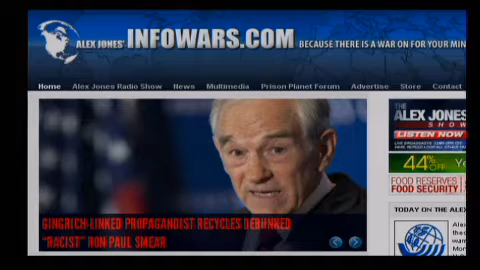 ALEX JONES' INFOWARS.COM BECAUSE THERE IS A WAR ON FOR YOUR MIN
Home Alex Jones Radio Show News Multimedia Prison Planet Forum Advertise Store Contact
THE
ALEX JONES
SHOW
LISTEN NOW
44% OFF
FOOD RESERVES
FOOD SECURITY
GINGRICH-LINKED PROPAGANDIST RECYCLES DEBUNKED
"RACIST" RON PAUL SMEAR
TODAY ON THE ALEX
Alex